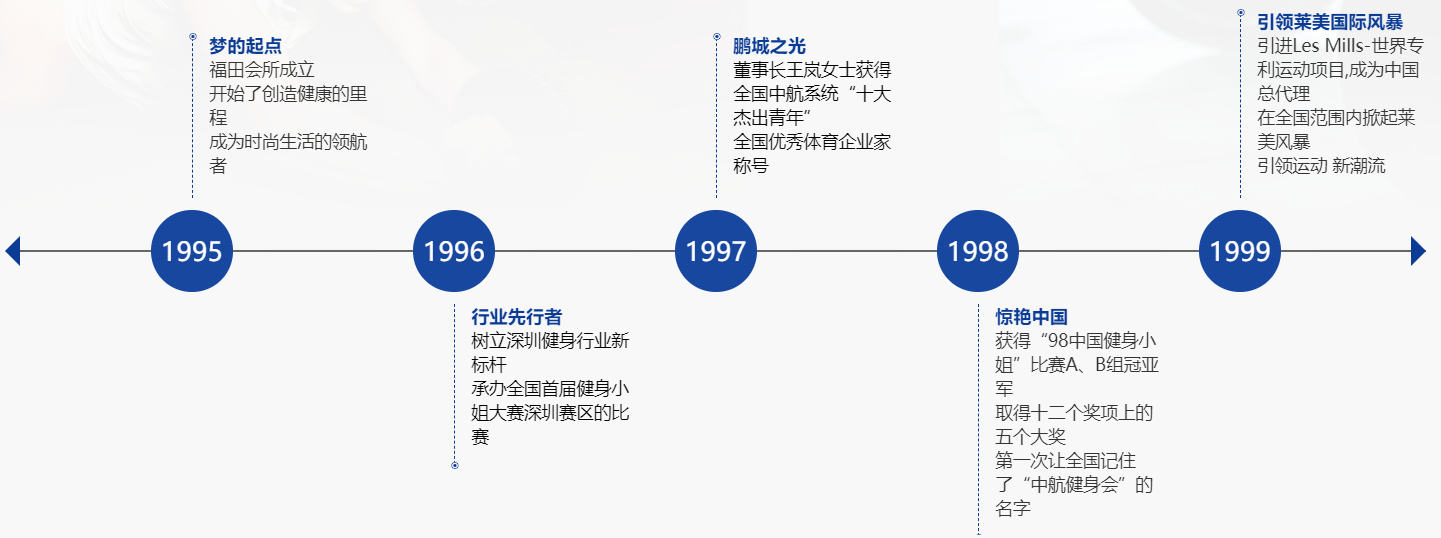 梦的起点
福田会所成立
开始了创造健康的里
程
成为时尚生活的领航
者
1995
1996
行业先行者
树立深圳健身行业新
标杆
承办全国首届健身小
姐大赛深圳赛区的比
赛
鹏城之光
董事长王岚女士获得
全国中航系统“十大
杰出青年”
全国优秀体育企业家
称号
1997
1998
惊艳中国
获得“98中国健身小
姐”比赛A、B组冠亚
军
取得十二个奖项上的
五个大奖
第一次让全国记住
了“中航健身会”的
名字
引领莱美国际风暴
引进Les Mills-世界专
利运动项目,成为中国
总代理
在全国范围内掀起莱
美风暴
引领运动 新潮流
1999